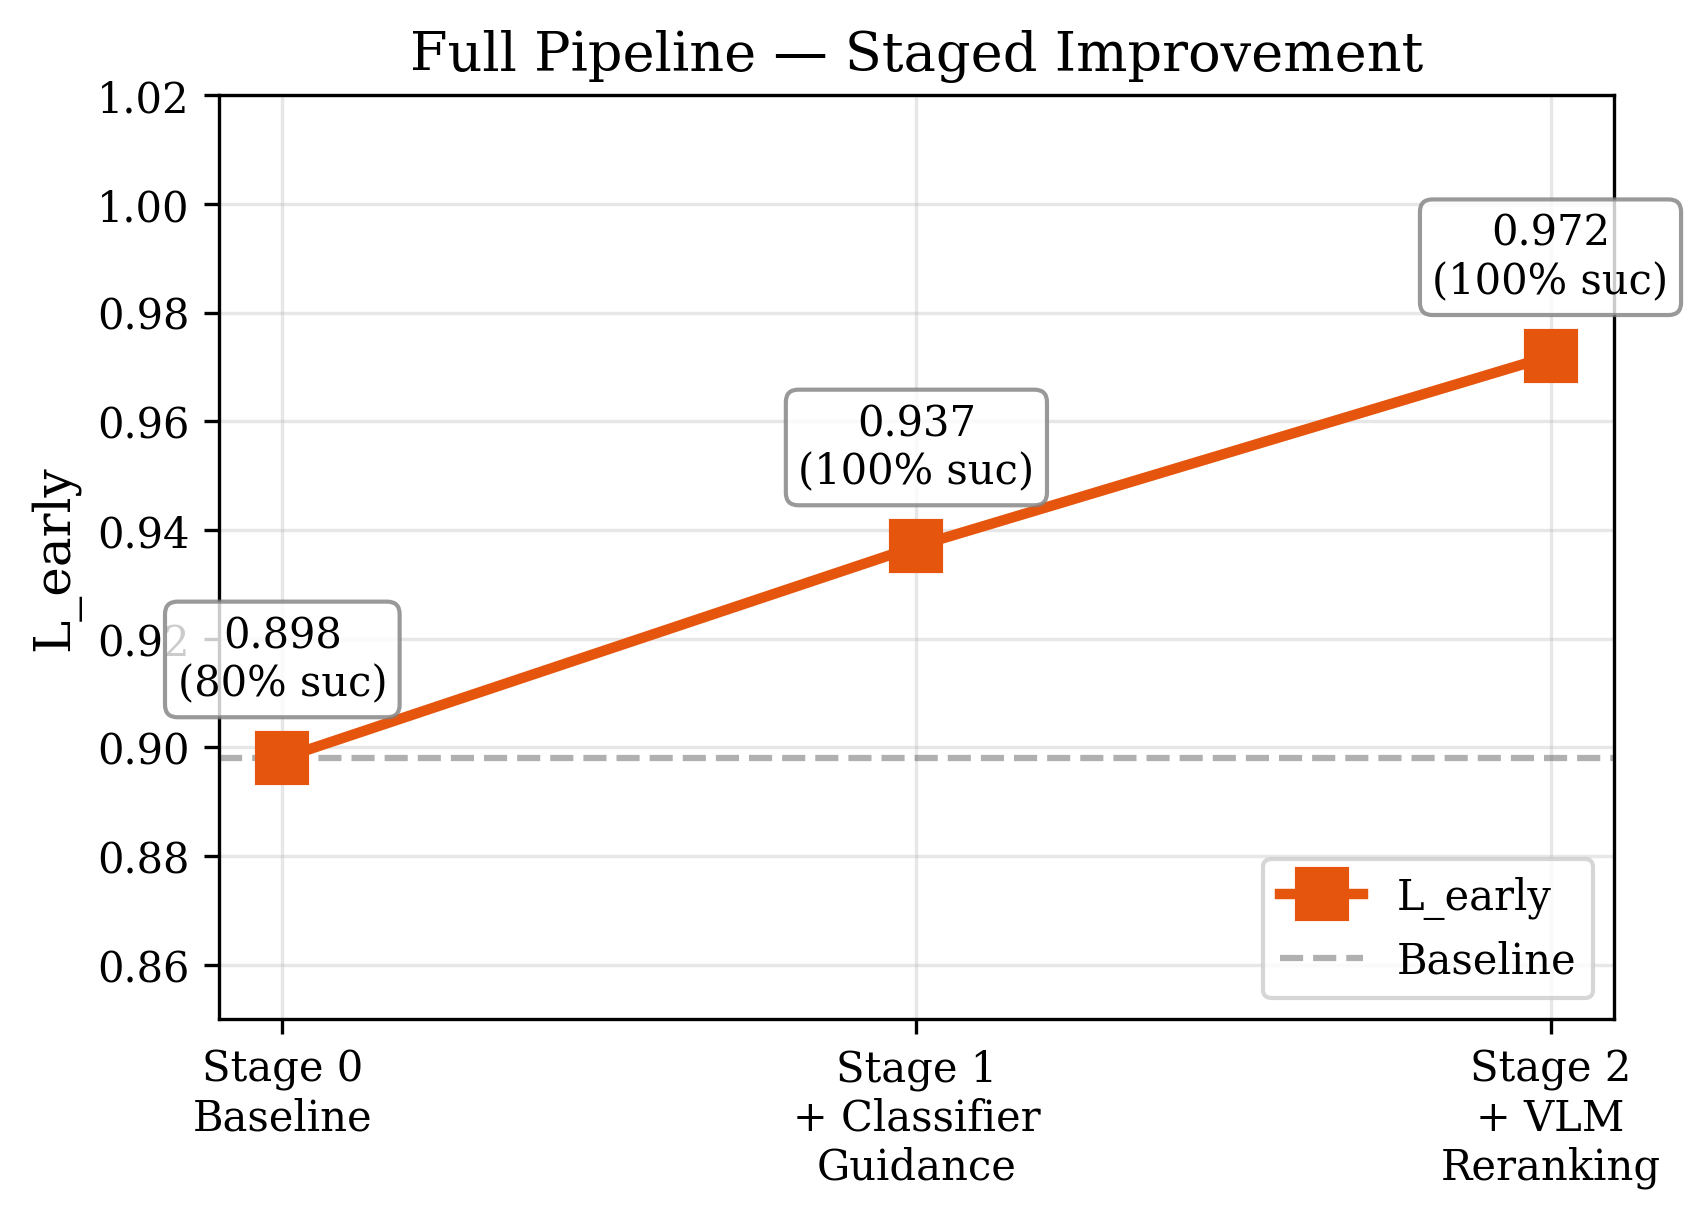 Full Pipeline — Staged Improvement
L_early
1.02
1.00
0.98
0.96
0.94
0.92
0.90
0.88
0.86
0.898
(80% suc)
0.937
(100% suc)
0.972
(100% suc)
L_early
Baseline
Stage 0
Baseline
Stage 1
+ Classifier
Guidance
Stage 2
+ VLM
Reranking